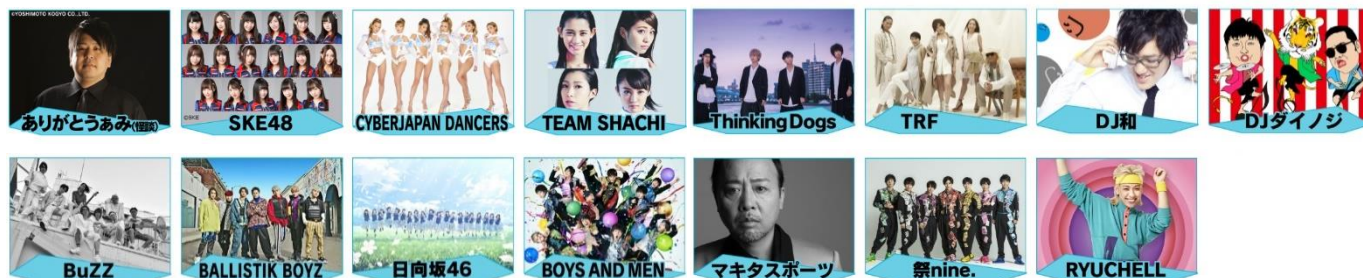 ©YOSHIMOTO KOGYO CO.,LTD.
ありがとうぁみ(怪談)
©SKE
SKE48
CYBERJAPAN DANCERS
TEAM SHACHI
Thinking Dogs
TRF
DJ和
DJダイノジ
BuZZ
BALLISTIK BOYZ
日向坂46
BOYS AND MEN
マキタスポーツ
祭nine.
RYUCHELL